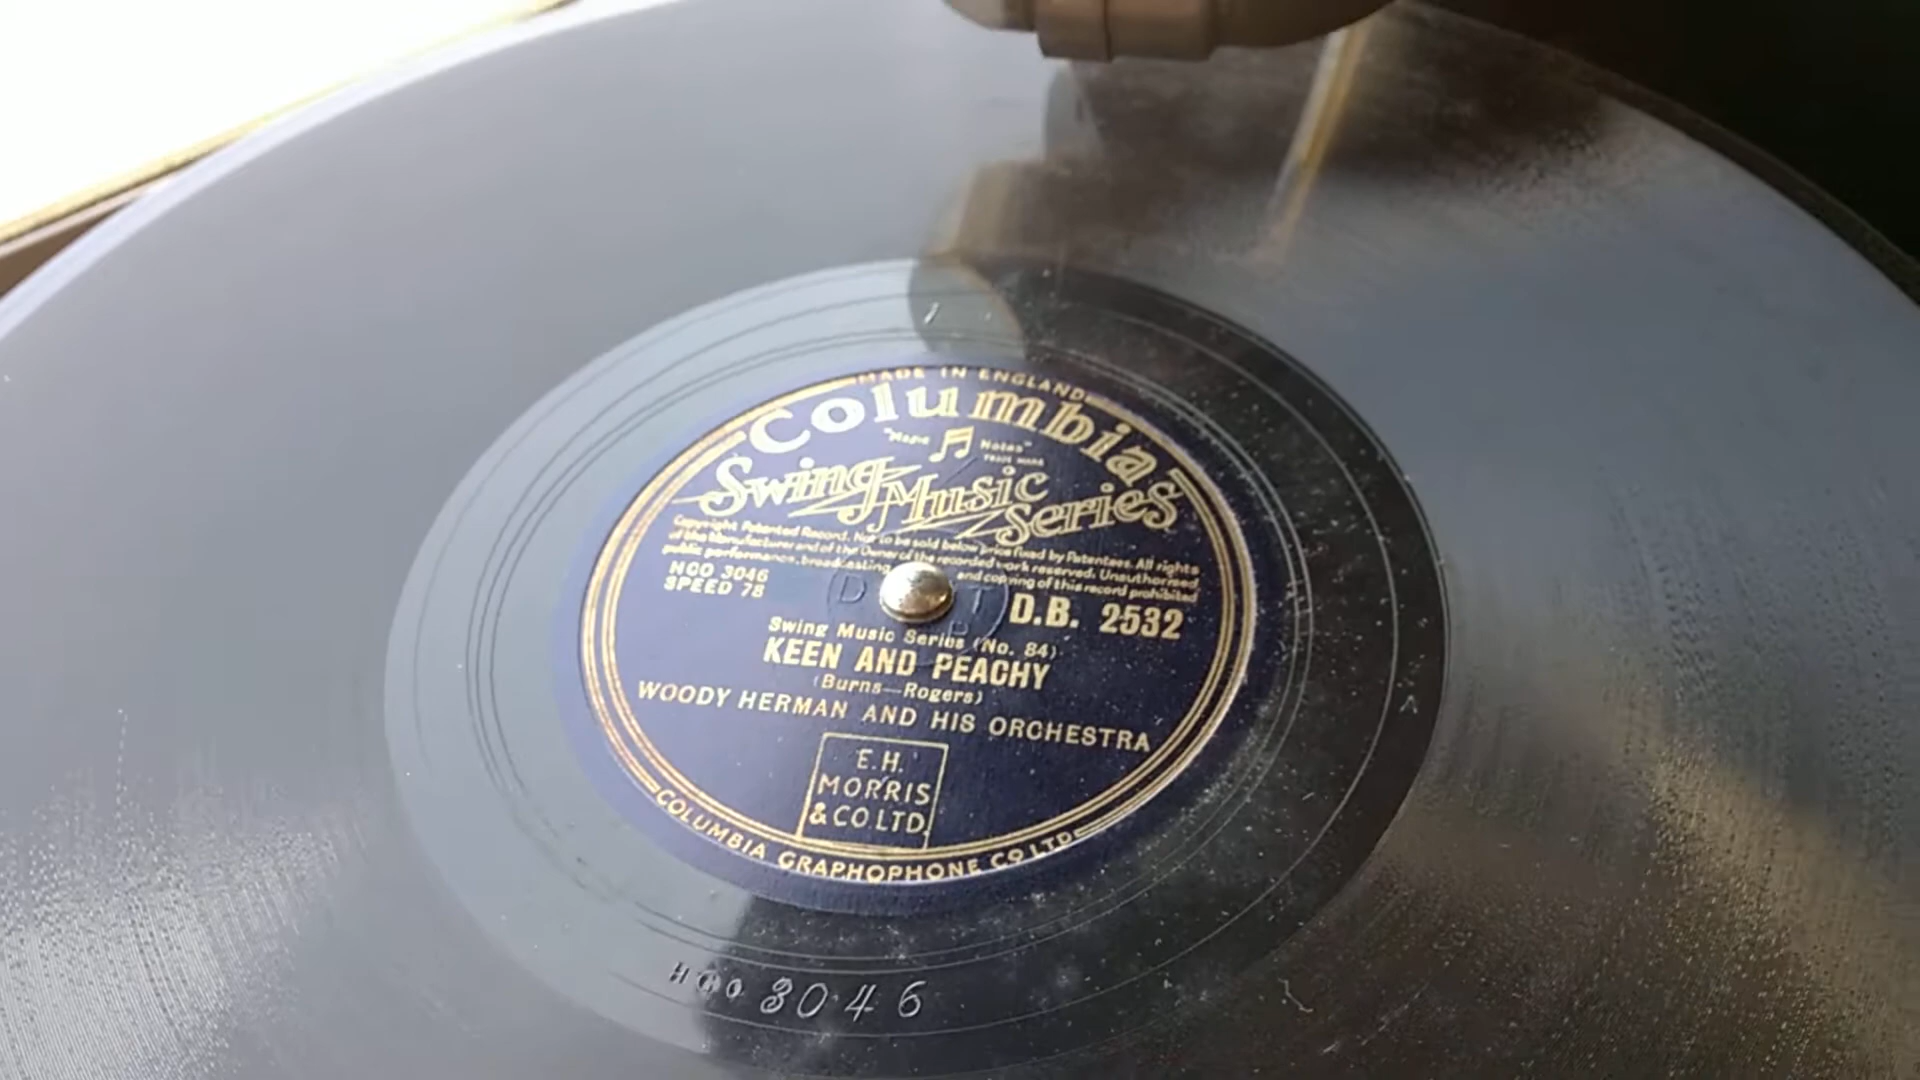 MADE IN ENGLAND
Columbia
"Magic Notes"
TRADE MARK
Swing Music Series
Copyright Patented Record. Not to be sold below price fixed by Patentees. All rights
of the Manufacturer and of the Owner of the recorded work reserved. Unauthorised
public performance, broadcasting and copying of this record prohibited
HCO 3046
SPEED 78
D T
D.B. 2532
Swing Music Series (No. 84)
KEEN AND PEACHY
(Burns—Rogers)
WOODY HERMAN AND HIS ORCHESTRA
E.H.
MORRIS
& CO. LTD.
COLUMBIA GRAPHOPHONE CO LTD
HCO 3046